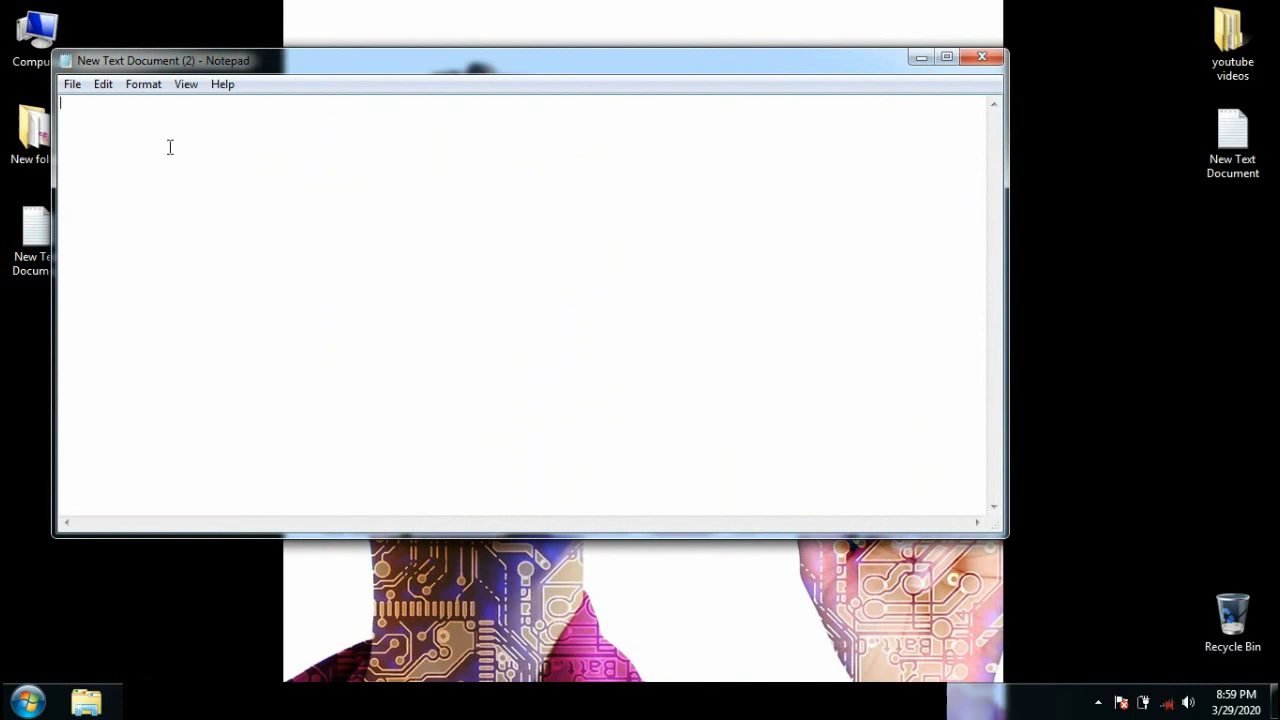 Compu
New Text Document (2) - Notepad
File Edit Format View Help
New fol
New Te
Docum
youtube
videos
New Text
Document
Recycle Bin
8:59 PM
3/29/2020